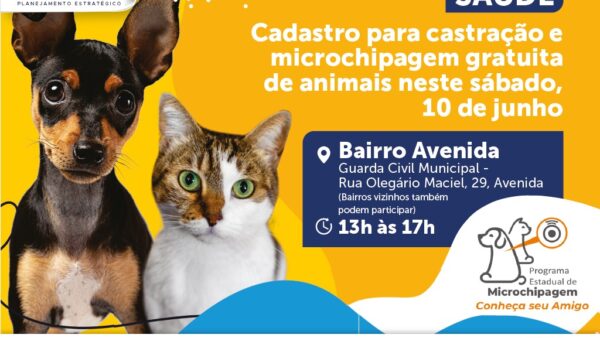 PLANEJAMENTO ESTRATÉGICO
SAÚDE
Cadastro para castração e
microchipagem gratuita
de animais neste sábado,
10 de junho
Bairro Avenida
Guarda Civil Municipal -
Rua Olegário Maciel, 29, Avenida
(Bairros vizinhos também
podem participar)
13h às 17h
Programa
Estadual de
Microchipagem
Conheça seu Amigo